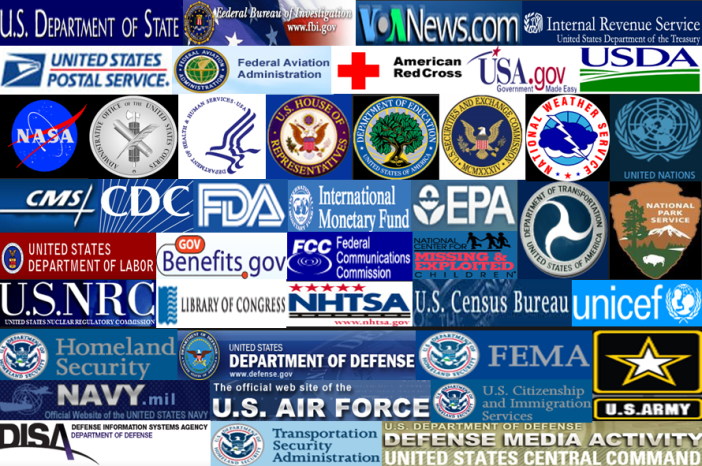 U.S. DEPARTMENT OF STATE
Federal Bureau of Investigation
www.fbi.gov
VOANews.com
Internal Revenue Service
United States Department of the Treasury
UNITED STATES
POSTAL SERVICE®
FEDERAL AVIATION ADMINISTRATION
Federal Aviation
Administration
American
Red Cross
USA.gov
Government Made Easy
USDA
NASA
ADMINISTRATIVE OFFICE OF THE UNITED STATES COURTS
DEPARTMENT OF HEALTH & HUMAN SERVICES·USA
U.S. HOUSE OF REPRESENTATIVES
DEPARTMENT OF EDUCATION
UNITED STATES OF AMERICA
U.S. SECURITIES AND EXCHANGE COMMISSION
MCMXXXIV
NATIONAL WEATHER SERVICE
UNITED NATIONS
CMS
CDC
FDA
International
Monetary Fund
EPA
DEPARTMENT OF TRANSPORTATION
UNITED STATES OF AMERICA
NATIONAL
PARK
SERVICE
UNITED STATES
DEPARTMENT OF LABOR
GOV
Benefits.gov
FCC
Federal
Communications
Commission
NATIONAL CENTER FOR
MISSING &
EXPLOITED
CHILDREN
U.S.NRC
UNITED STATES NUCLEAR REGULATORY COMMISSION
LIBRARY OF CONGRESS
NHTSA
www.nhtsa.gov
U.S. Census Bureau
unicef
Homeland
Security
UNITED STATES
DEPARTMENT OF DEFENSE
www.defense.gov
FEMA
NAVY.mil
Official Website of the UNITED STATES NAVY
The official web site of the
U.S. AIR FORCE
U.S. Citizenship
and Immigration
Services
U.S.ARMY
DISA
DEFENSE INFORMATION SYSTEMS AGENCY
DEPARTMENT OF DEFENSE
Transportation
Security
Administration
U.S. DEPARTMENT OF DEFENSE
DEFENSE MEDIA ACTIVITY
UNITED STATES CENTRAL COMMAND